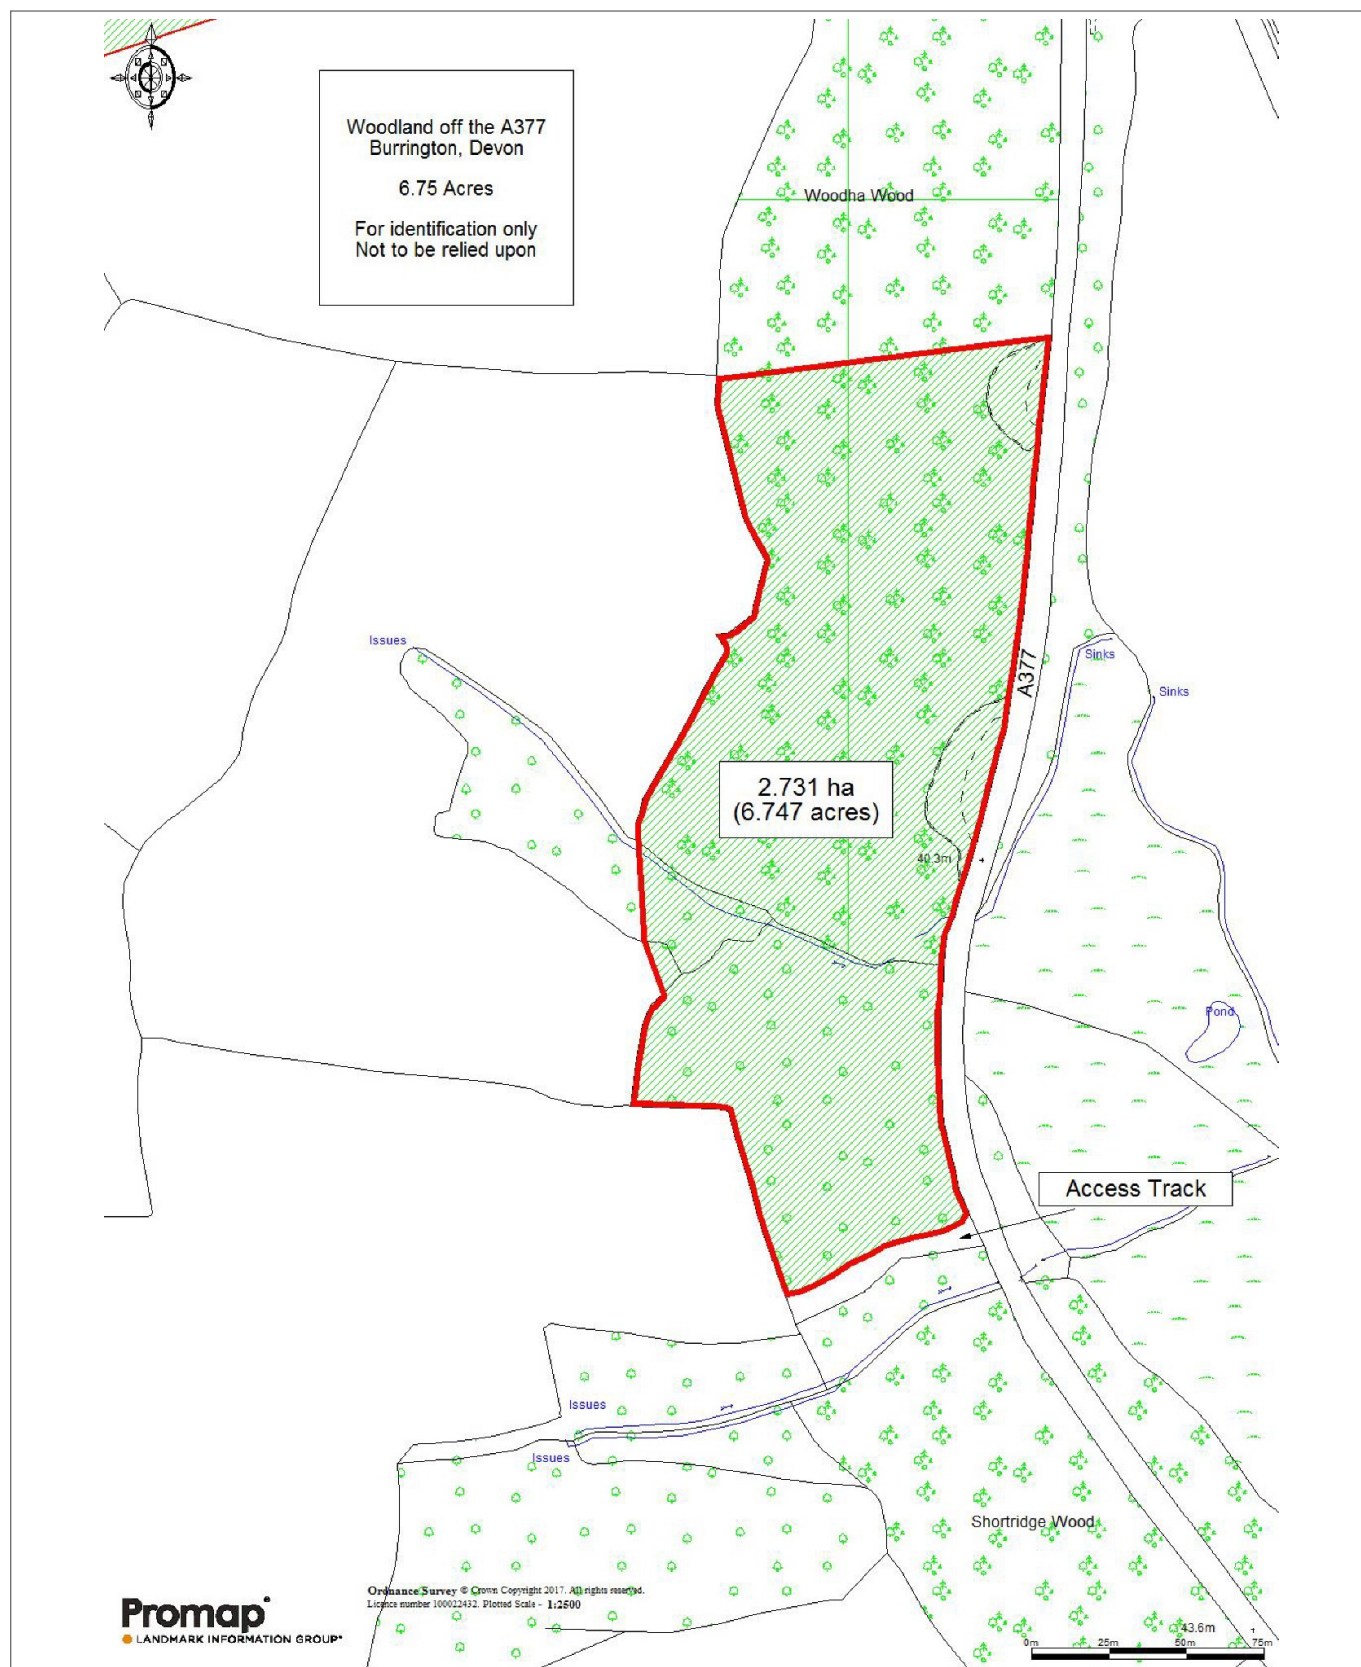 Woodland off the A377
Burrington, Devon
6.75 Acres
For identification only
Not to be relied upon
Woodha Wood
Issues
A377
Sinks
Sinks
2.731 ha
(6.747 acres)
40.3m
Pond
Access Track
Issues
Issues
Shortridge Wood
Ordnance Survey © Crown Copyright 2017. All rights reserved.
Licence number 100022432. Plotted Scale - 1:2500
Promap®
LANDMARK INFORMATION GROUP®
43.6m
0m 25m 50m 75m